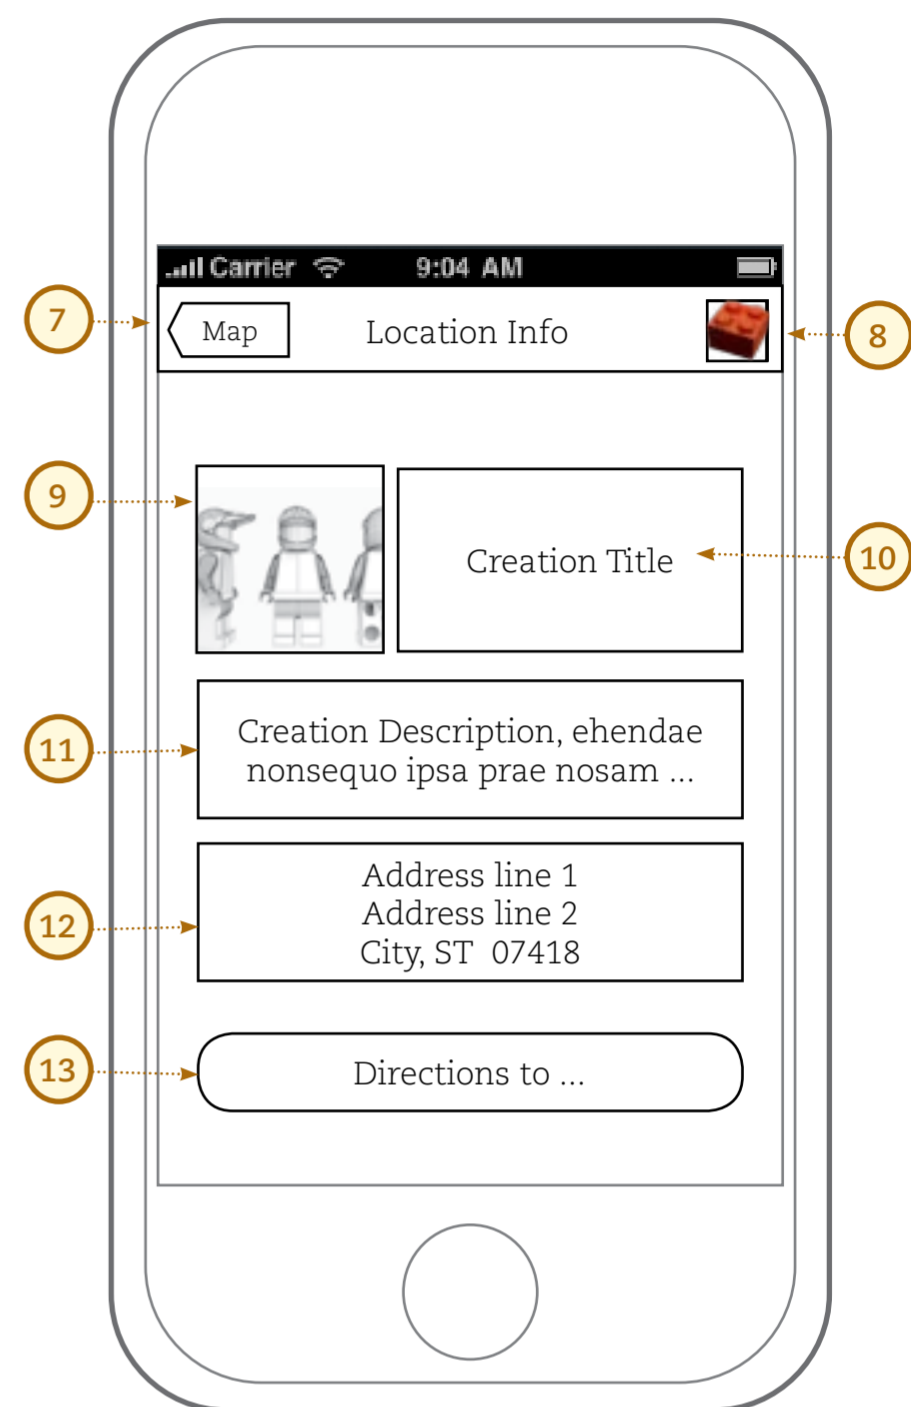 Carrier 9:04 AM
7
Map
Location Info
8
9
Creation Title
10
11
Creation Description, ehendae
nonsequo ipsa prae nosam ...
12
Address line 1
Address line 2
City, ST 07418
13
Directions to ...